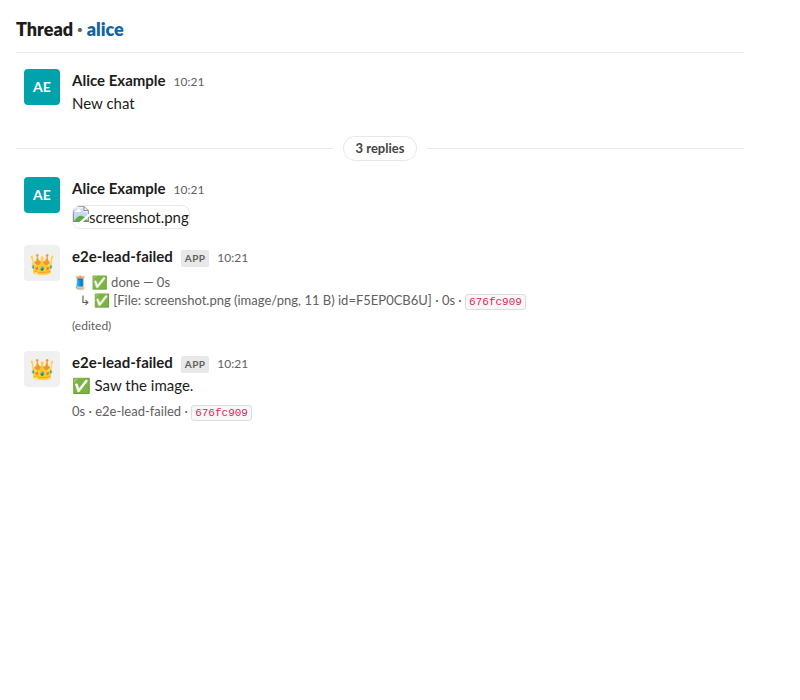 Thread • alice
AE
Alice Example 10:21
New chat
3 replies
AE
Alice Example 10:21
screenshot.png
e2e-lead-failed APP 10:21
🧵 ✅ done — 0s
↳ ✅ [File: screenshot.png (image/png, 11 B) id=F5EP0CB6U] · 0s · 676fc909
(edited)
e2e-lead-failed APP 10:21
✅ Saw the image.
0s · e2e-lead-failed · 676fc909